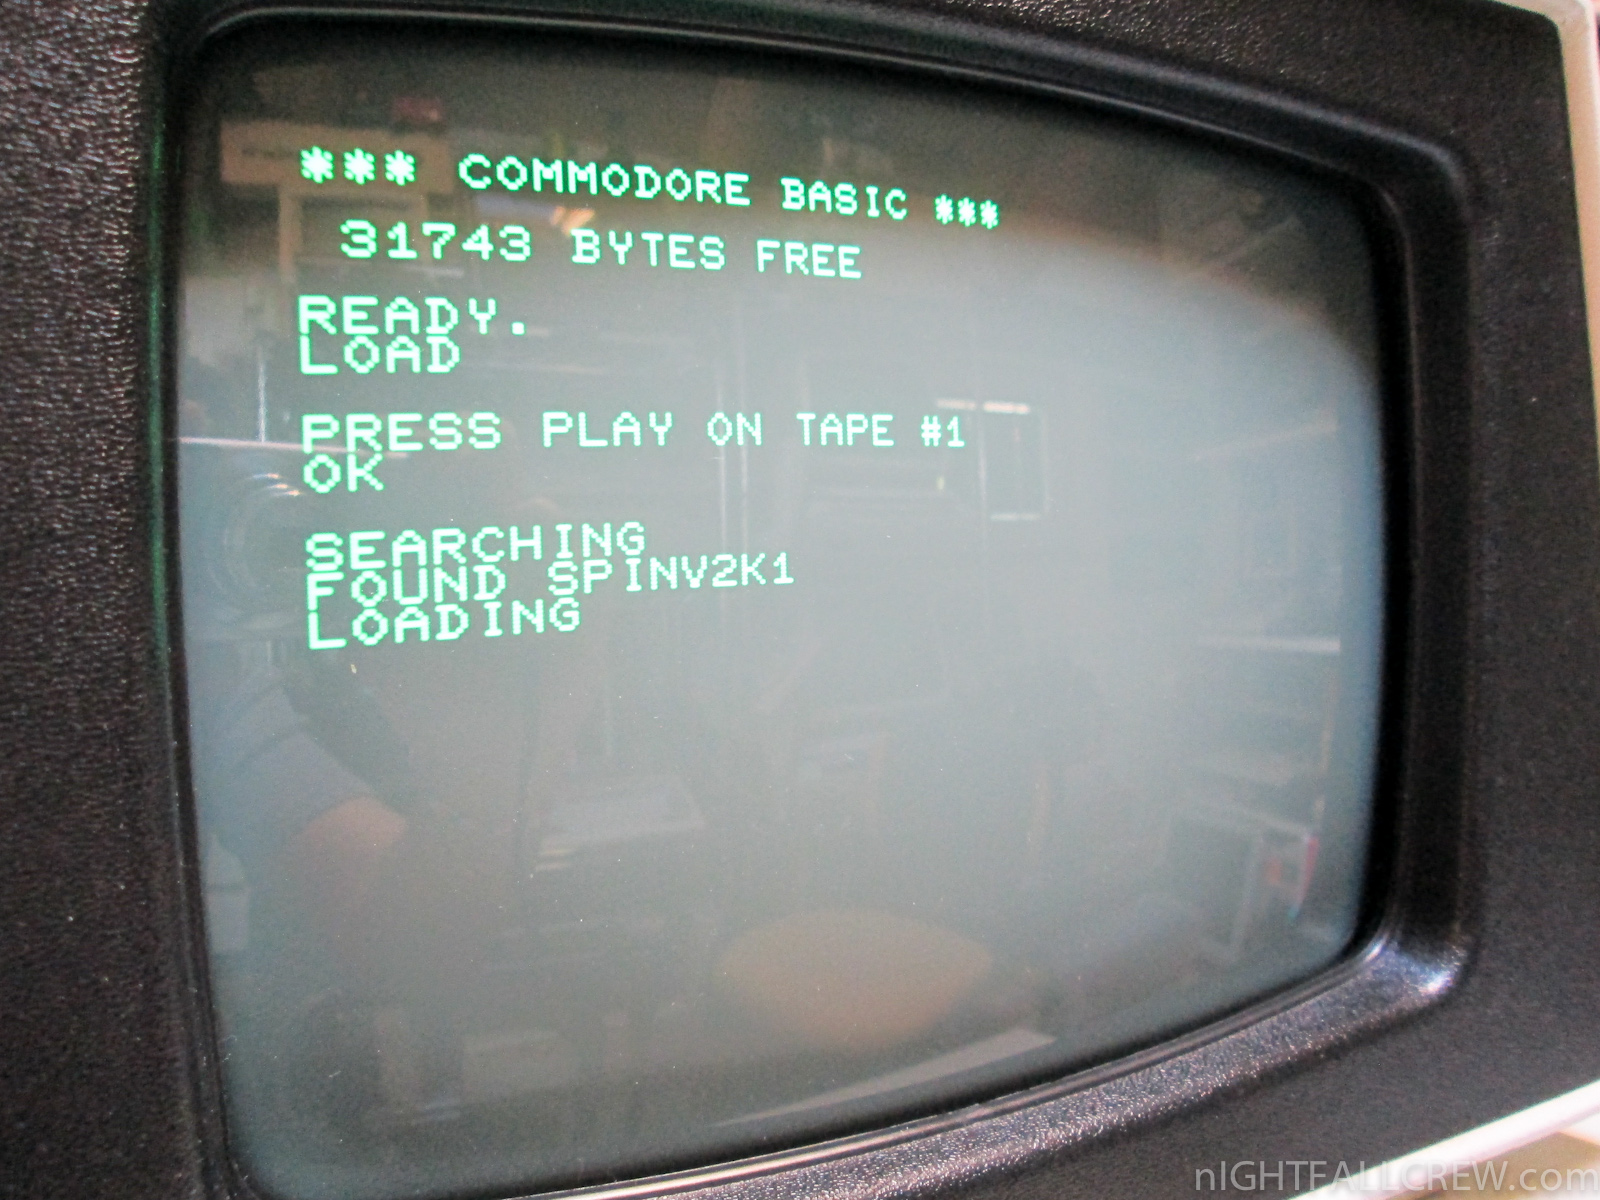 *** COMMODORE BASIC ***
31743 BYTES FREE
READY.
LOAD
PRESS PLAY ON TAPE #1
OK
SEARCHING
FOUND SPINV2K1
LOADING
nIGHTFALLCREW.com